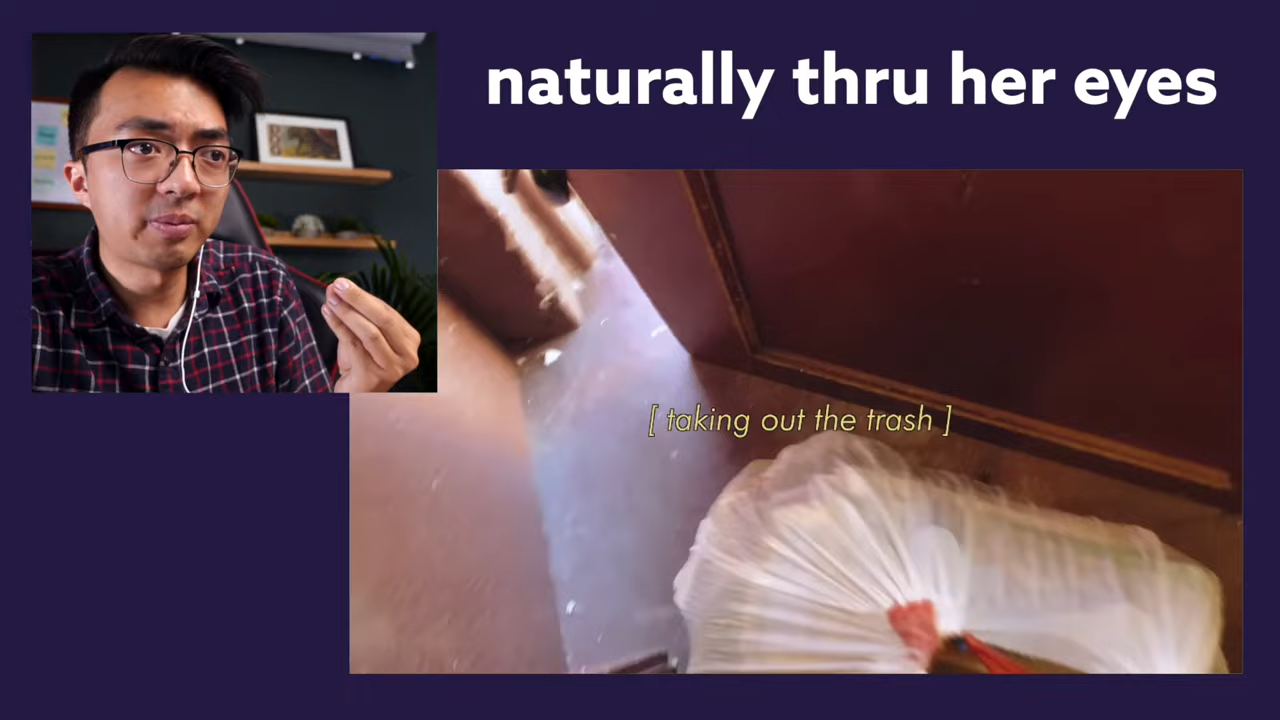 naturally thru her eyes
[ taking out the trash ]